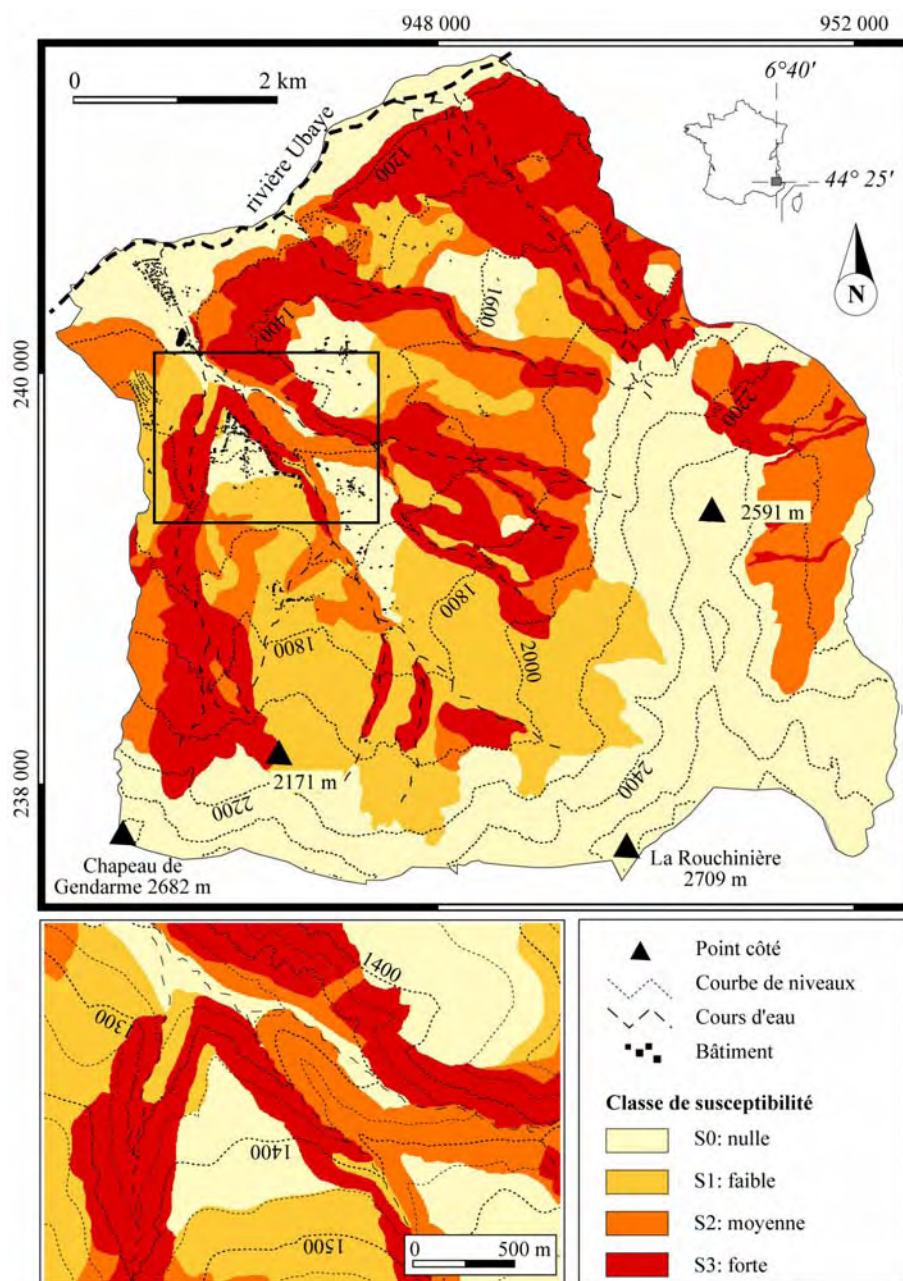 948 000
952 000
0
2 km
6°40'
rivière Ubaye
1200
44° 25'
N
1600
1400
240 000
2200
2591 m
1800
1800
2000
2171 m
238 000
2200
2400
Chapeau de
Gendarme 2682 m
La Rouchinière
2709 m
1400
1300
1400
1500
0
500 m
Point côté
Courbe de niveaux
Cours d'eau
Bâtiment
Classe de susceptibilité
S0: nulle
S1: faible
S2: moyenne
S3: forte